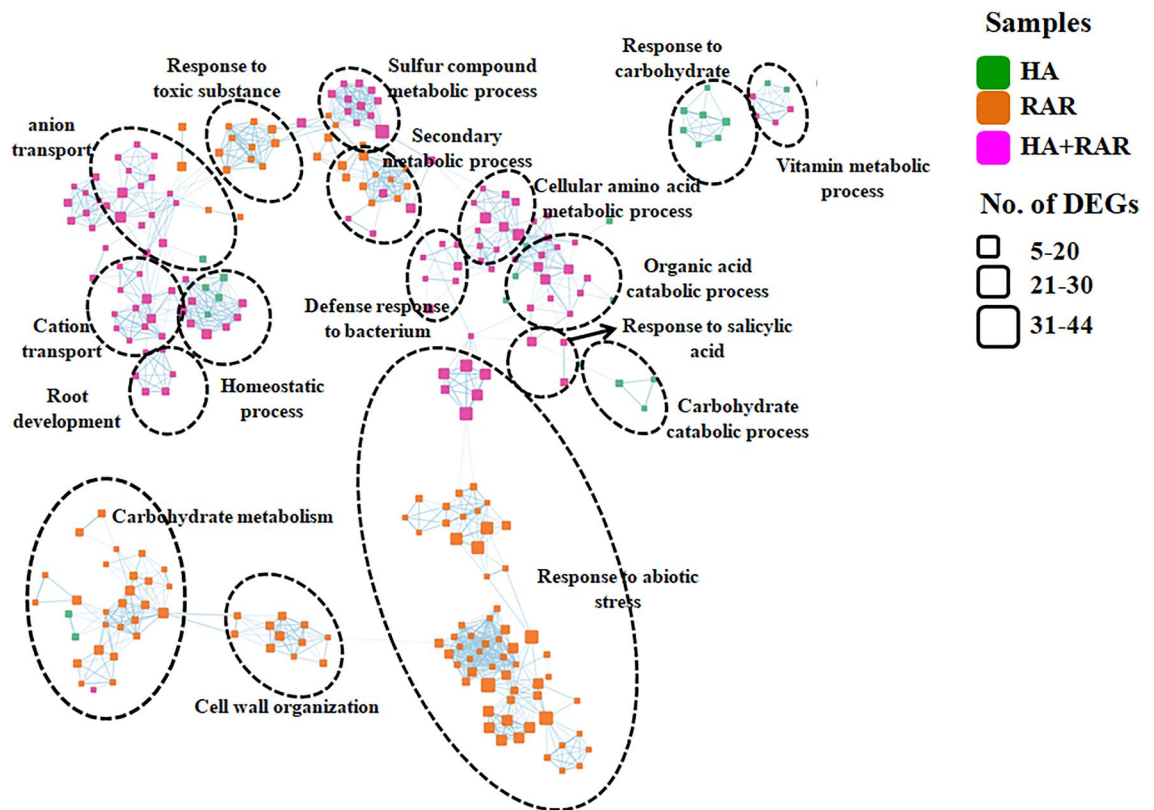 Samples
HA
RAR
HA+RAR
No. of DEGs
5-20
21-30
31-44
Response to
toxic substance
Sulfur compound
metabolic process
Response to
carbohydrate
anion
transport
Secondary
metabolic process
Vitamin metabolic
process
Cellular amino acid
metabolic process
Organic acid
catabolic process
Defense response
to bacterium
Response to salicylic
acid
Cation
transport
Homeostatic
process
Root
development
Carbohydrate
catabolic process
Carbohydrate metabolism
Response to abiotic
stress
Cell wall organization